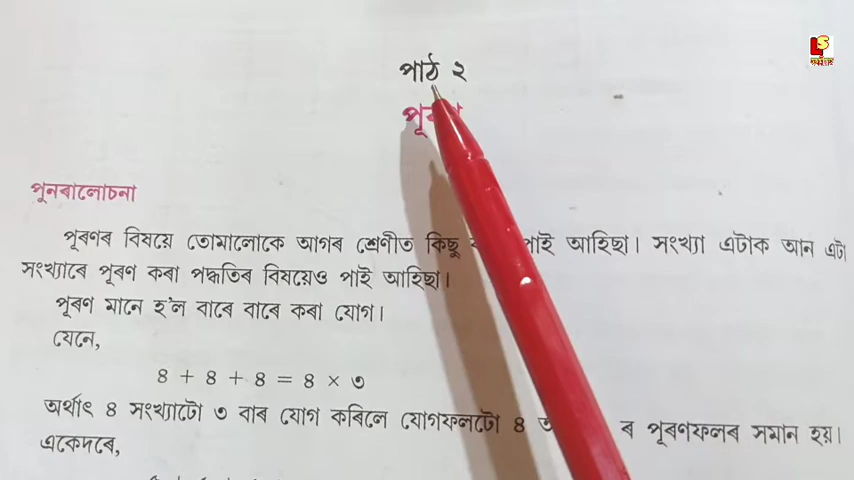 LS
পাঠ ২
পুনৰালোচনা
পূৰণৰ বিষয়ে তোমালোকে আগৰ শ্ৰেণীত কিছু পাই আহিছা। সংখ্যা এটাক আন এটা
সংখ্যাৰে পূৰণ কৰা পদ্ধতিৰ বিষয়েও পাই আহিছা।
পূৰণ মানে হ'ল বাৰে বাৰে কৰা যোগ।
যেনে,
৪ + ৪ + ৪ = ৪ × ৩
অৰ্থাৎ ৪ সংখ্যাটো ৩ বাৰ যোগ কৰিলে যোগফলটো ৪ ৰ পূৰণফলৰ সমান হয়।
একেদৰে,